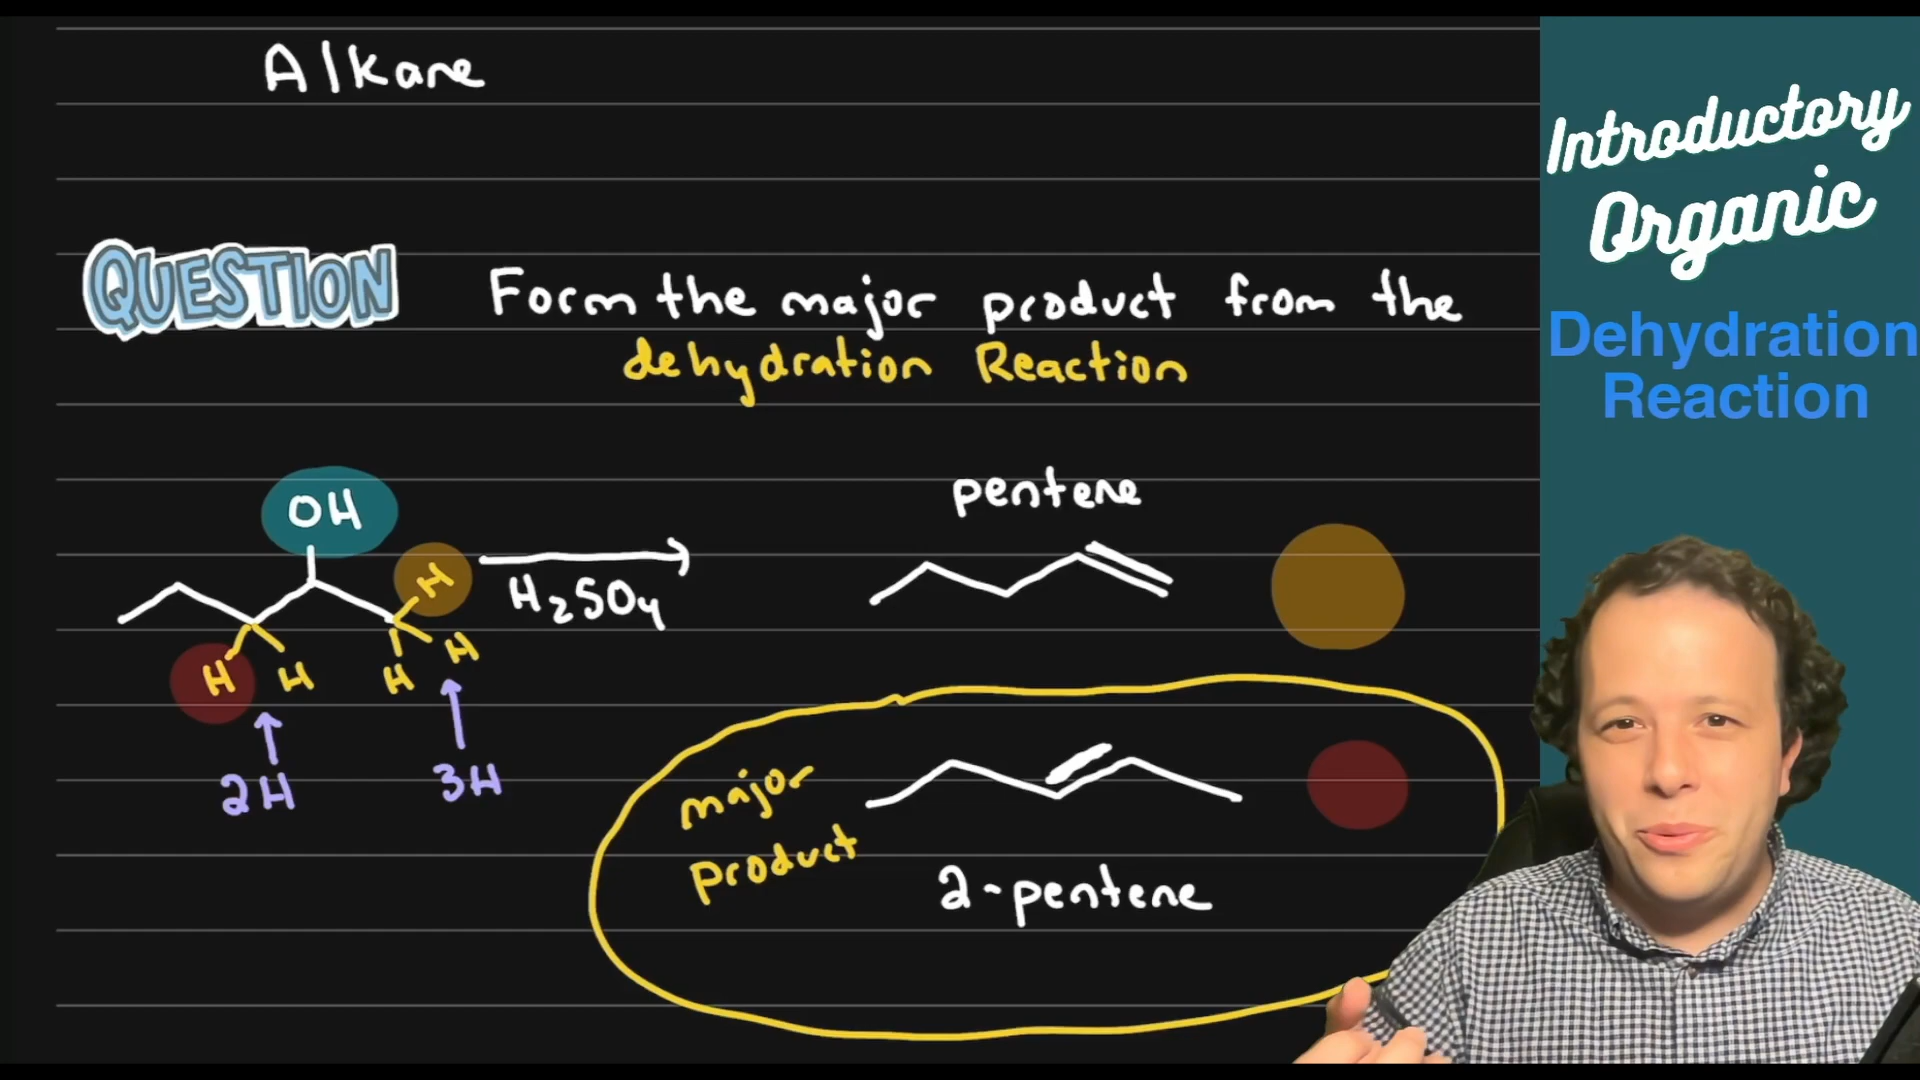 Alkane
QUESTION Form the major product from the
dehydration Reaction
pentene
OH
H
H₂SO₄
H H H H
2H 3H
major
product
2-pentene
Introductory
Organic
Dehydration
Reaction